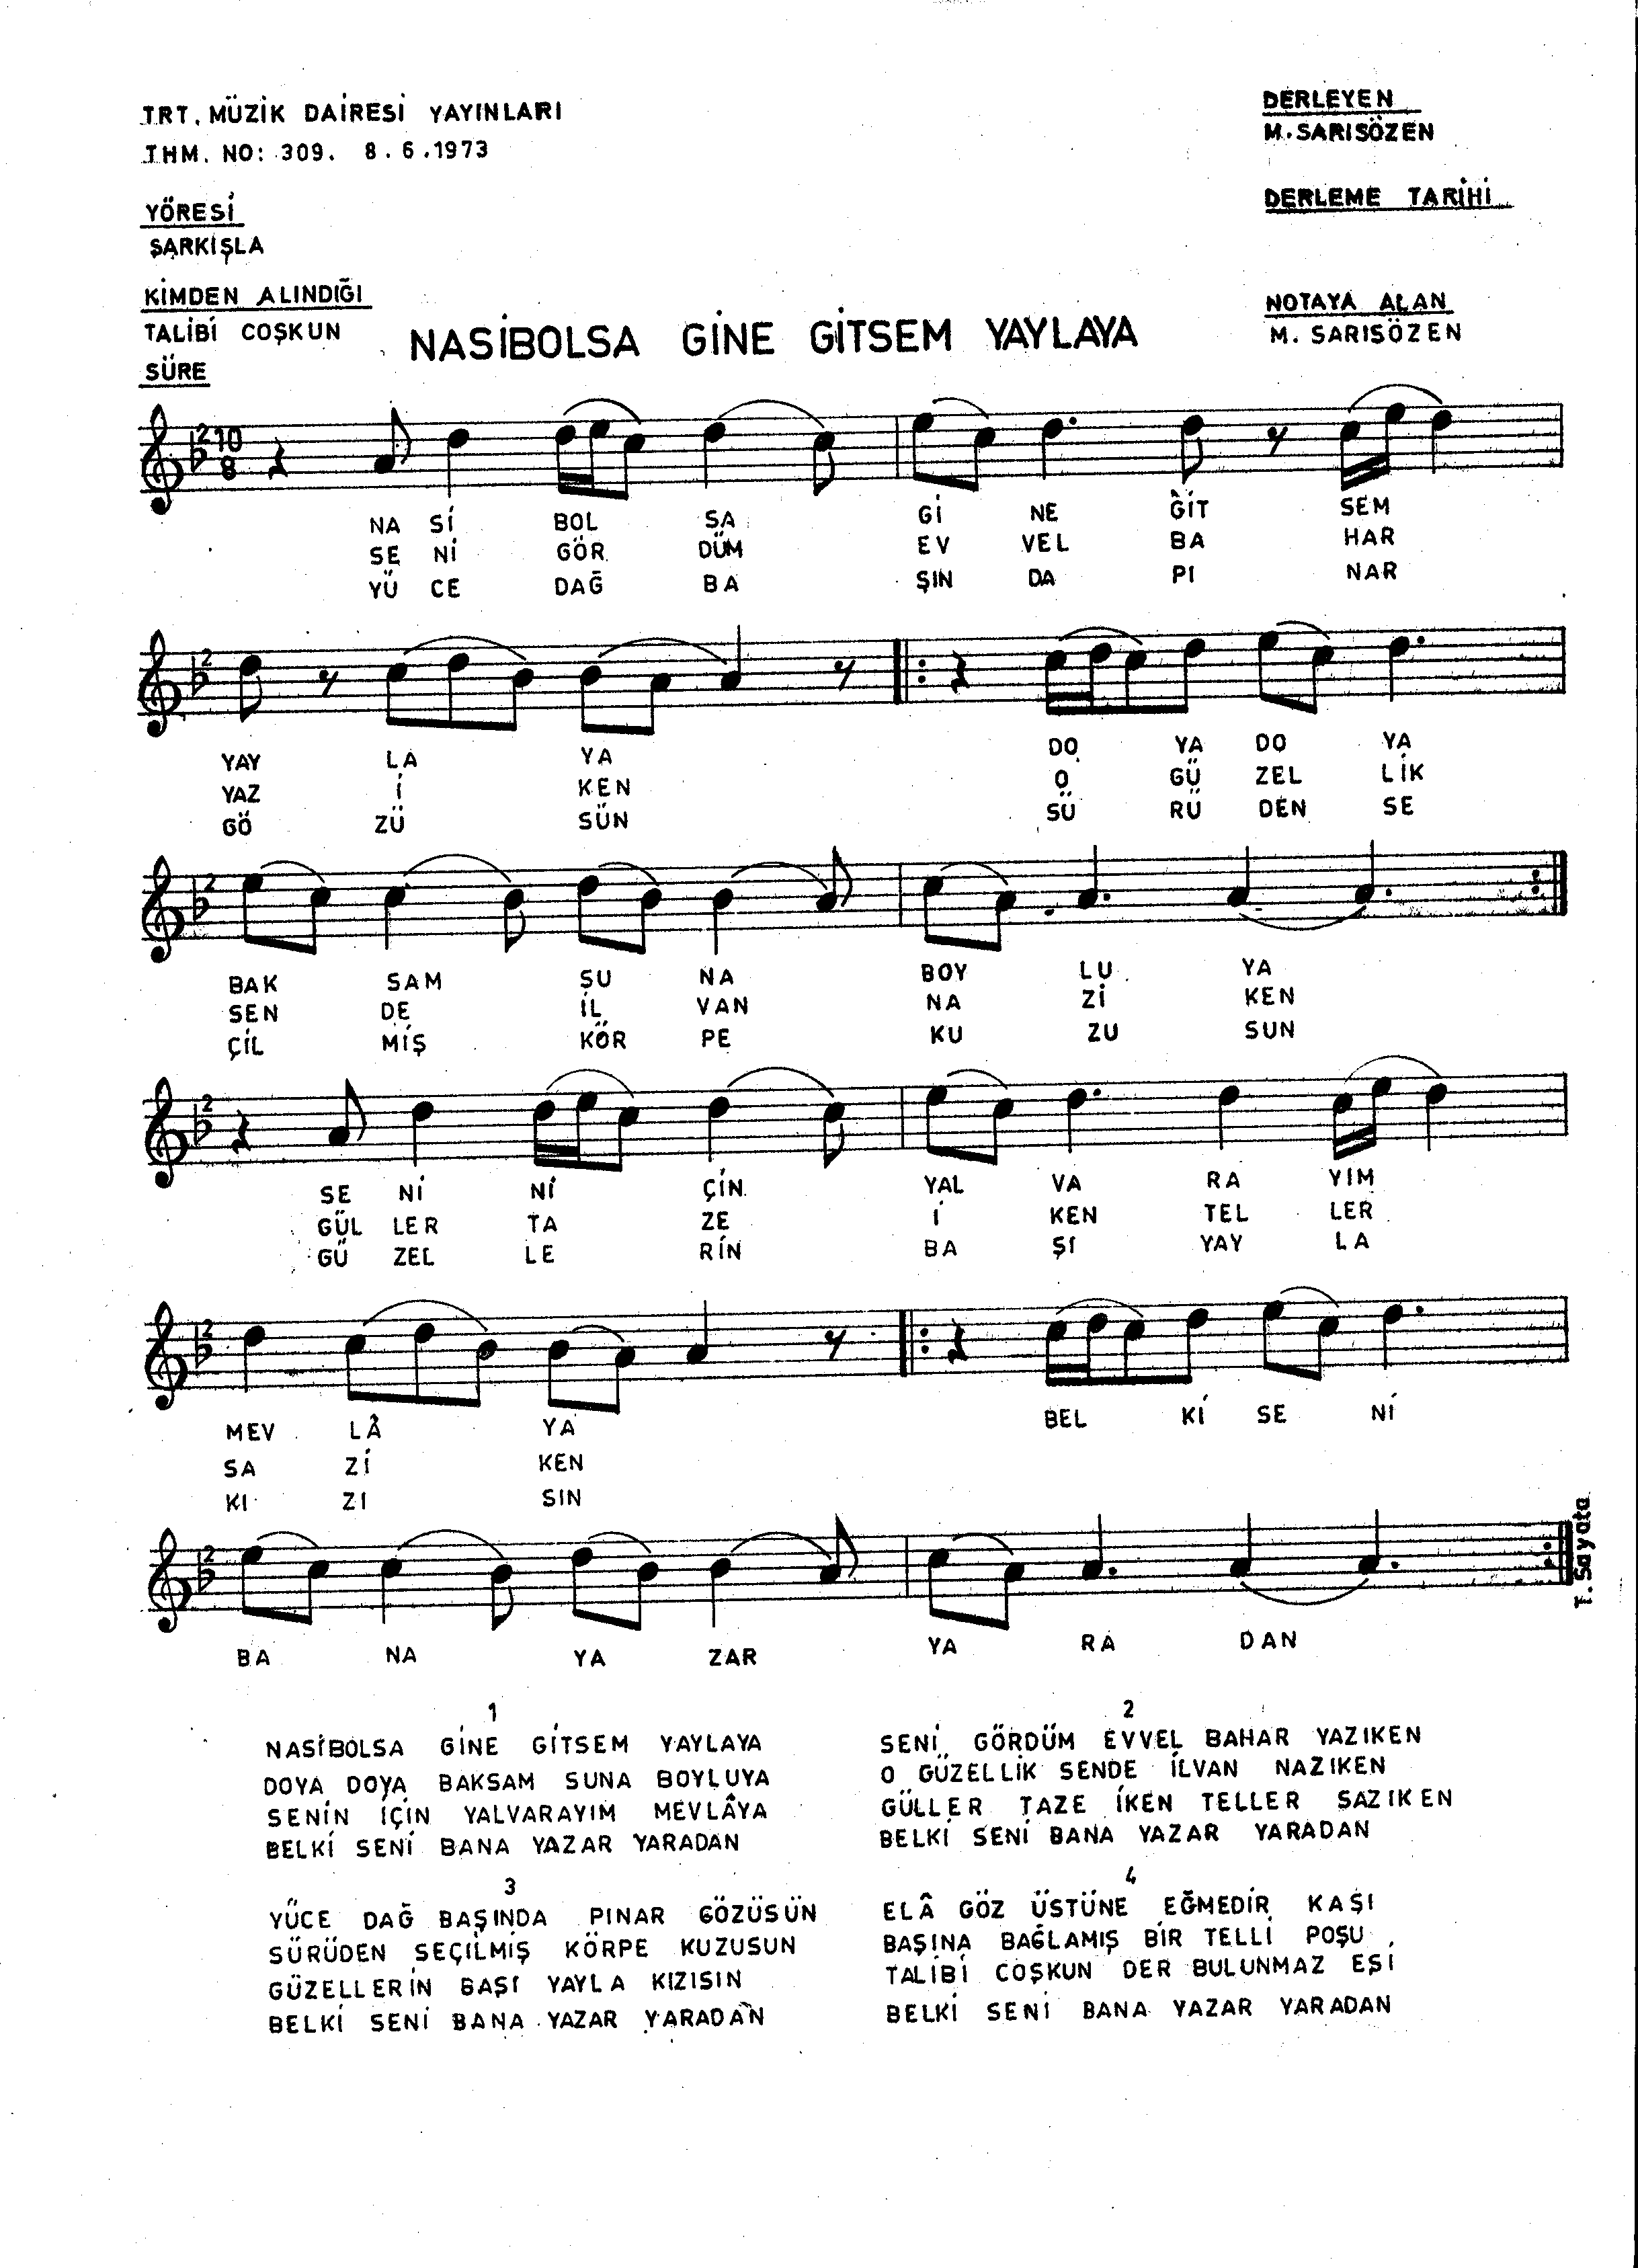 TRT. MÜZİK DAİRESİ YAYINLARI
THM. NO: 309. 8.6.1973
DERLEYEN
M. SARISÖZEN
YÖRESİ
ŞARKIŞLA
DERLEME TARİHİ
KİMDEN ALINDIĞI
TALİBİ COŞKUN
SÜRE
NASİBOLSA GİNE GİTSEM YAYLAYA
NOTAYA ALAN
M. SARISÖZEN
2 10 8
NA Sİ BOL SA Gİ NE GİT SEM
SE Nİ GÖR DÜM EV VEL BA HAR
YÜ CE DAĞ BA ŞIN DA PI NAR
2
YAY LA YA DO YA DO YA
YAZ İ KEN O GÜ ZEL LİK
GÖ ZÜ SÜN SÜ RÜ DEN SE
2
BAK SAM SU NA BOY LU YA
SEN DE İL VAN NA Zİ KEN
ÇİL MİŞ KÖR PE KU ZU SUN
2
SE Nİ Nİ ÇİN YAL VA RA YIM
GÜL LER TA ZE İ KEN TEL LER
GÜ ZEL LE RİN BA ŞI YAY LA
2
MEV LÂ YA BEL Kİ SE Nİ
SA Zİ KEN
KI ZI SIN
2
BA NA YA ZAR YA RA DAN
T. Sayata
1
NASİBOLSA GİNE GİTSEM YAYLAYA
DOYA DOYA BAKSAM SUNA BOYLUYA
SENİN İÇİN YALVARAYIM MEVLÂYA
BELKİ SENİ BANA YAZAR YARADAN
2
SENİ GÖRDÜM EVVEL BAHAR YAZIKEN
O GÜZELLİK SENDE İLVAN NAZIKEN
GÜLLER TAZE İKEN TELLER SAZIKEN
BELKİ SENİ BANA YAZAR YARADAN
3
YÜCE DAĞ BAŞINDA PINAR GÖZÜSÜN
SÜRÜDEN SEÇİLMİŞ KÖRPE KUZUSUN
GÜZELLERİN BAŞI YAYLA KIZISIN
BELKİ SENİ BANA YAZAR YARADAN
4
ELÂ GÖZ ÜSTÜNE EĞMEDİR KAŞI
BAŞINA BAĞLAMIŞ BİR TELLİ POŞU
TALİBİ COŞKUN DER BULUNMAZ EŞİ
BELKİ SENİ BANA YAZAR YARADAN